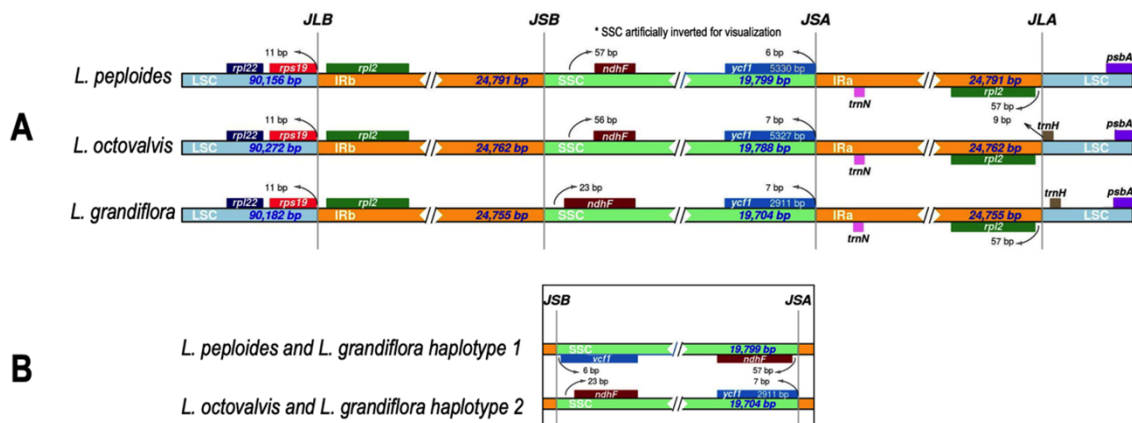 JLB JSB JSA JLA
* SSC artificially inverted for visualization
11 bp 57 bp 6 bp
rpl22 rps19 rpl2 ndhF ycf1 5330 bp psbA
L. peploides LSC 90,156 bp IRb 24,791 bp SSC 19,799 bp IRa 24,791 bp LSC
trnN rpl2
57 bp
A
11 bp 56 bp 7 bp 9 bp trnH
rpl22 rps19 rpl2 ndhF ycf1 5327 bp psbA
L. octovalvis LSC 90,272 bp IRb 24,762 bp SSC 19,788 bp IRa 24,762 bp LSC
trnN rpl2
11 bp 23 bp 7 bp trnH
rpl22 rps19 rpl2 ndhF ycf1 2911 bp psbA
L. grandiflora LSC 90,182 bp IRb 24,755 bp SSC 19,704 bp IRa 24,755 bp LSC
trnN rpl2
57 bp
B
JSB JSA
L. peploides and L. grandiflora haplotype 1 SSC 19,799 bp
ycf1 ndhF
6 bp 57 bp
23 bp 7 bp
ndhF ycf1 2911 bp
L. octovalvis and L. grandiflora haplotype 2 SSC 19,704 bp